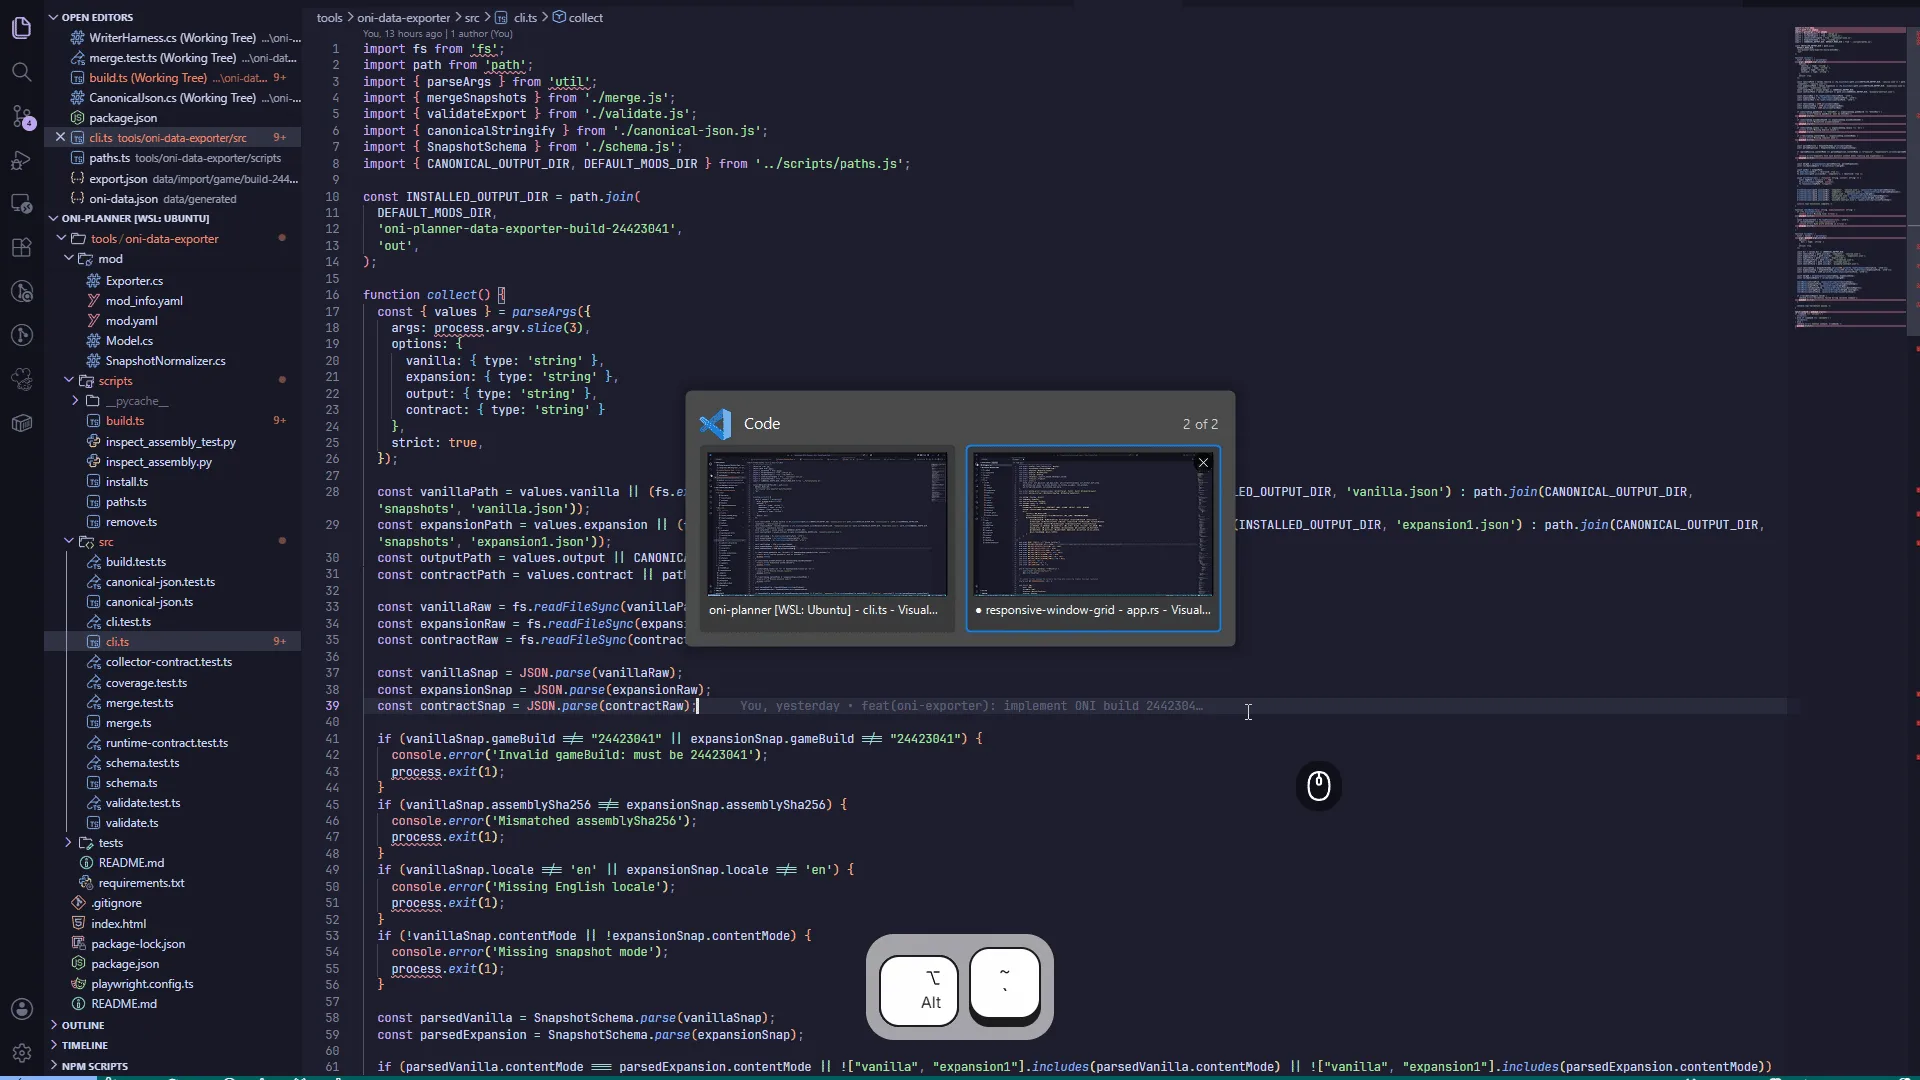 OPEN EDITORS
WriterHarness.cs (Working Tree) ...\oni-...
merge.test.ts (Working Tree) ...\oni-dat...
build.ts (Working Tree) ...\oni-dat... 9+
CanonicalJson.cs (Working Tree) ...\oni-...
package.json
cli.ts tools/oni-data-exporter/src 9+
paths.ts tools/oni-data-exporter/scripts
export.json data/import/game/build-244...
oni-data.json data/generated
ONI-PLANNER [WSL: UBUNTU]
tools / oni-data-exporter
mod
Exporter.cs
mod_info.yaml
mod.yaml
Model.cs
SnapshotNormalizer.cs
scripts
__pycache__
build.ts 9+
inspect_assembly_test.py
inspect_assembly.py
install.ts
paths.ts
remove.ts
src
build.test.ts
canonical-json.test.ts
canonical-json.ts
cli.test.ts
cli.ts 9+
collector-contract.test.ts
coverage.test.ts
merge.test.ts
merge.ts
runtime-contract.test.ts
schema.test.ts
schema.ts
validate.test.ts
validate.ts
tests
README.md
requirements.txt
.gitignore
index.html
package-lock.json
package.json
playwright.config.ts
README.md
OUTLINE
TIMELINE
NPM SCRIPTS
4
tools > oni-data-exporter > src > cli.ts > collect
You, 13 hours ago | 1 author (You)
1 import fs from 'fs';
2 import path from 'path';
3 import { parseArgs } from 'util';
4 import { mergeSnapshots } from './merge.js';
5 import { validateExport } from './validate.js';
6 import { canonicalStringify } from './canonical-json.js';
7 import { SnapshotSchema } from './schema.js';
8 import { CANONICAL_OUTPUT_DIR, DEFAULT_MODS_DIR } from '../scripts/paths.js';
9
10 const INSTALLED_OUTPUT_DIR = path.join(
11 DEFAULT_MODS_DIR,
12 'oni-planner-data-exporter-build-24423041',
13 'out',
14 );
15
16 function collect() {
17 const { values } = parseArgs({
18 args: process.argv.slice(3),
19 options: {
20 vanilla: { type: 'string' },
21 expansion: { type: 'string' },
22 output: { type: 'string' },
23 contract: { type: 'string' }
24 },
25 strict: true,
26 });
27
28 const vanillaPath = values.vanilla || (fs.e LED_OUTPUT_DIR, 'vanilla.json') : path.join(CANONICAL_OUTPUT_DIR,
'snapshots', 'vanilla.json'));
29 const expansionPath = values.expansion || ( (INSTALLED_OUTPUT_DIR, 'expansion1.json') : path.join(CANONICAL_OUTPUT_DIR,
'snapshots', 'expansion1.json'));
30 const outputPath = values.output || CANONICA
31 const contractPath = values.contract || pat
32
33 const vanillaRaw = fs.readFileSync(vanillaPa
34 const expansionRaw = fs.readFileSync(expans
35 const contractRaw = fs.readFileSync(contrac
36
37 const vanillaSnap = JSON.parse(vanillaRaw);
38 const expansionSnap = JSON.parse(expansionRaw);
39 const contractSnap = JSON.parse(contractRaw); You, yesterday • feat(oni-exporter): implement ONI build 2442304…
40
41 if (vanillaSnap.gameBuild !== "24423041" || expansionSnap.gameBuild !== "24423041") {
42 console.error('Invalid gameBuild: must be 24423041');
43 process.exit(1);
44 }
45 if (vanillaSnap.assemblySha256 !== expansionSnap.assemblySha256) {
46 console.error('Mismatched assemblySha256');
47 process.exit(1);
48 }
49 if (vanillaSnap.locale !== 'en' || expansionSnap.locale !== 'en') {
50 console.error('Missing English locale');
51 process.exit(1);
52 }
53 if (!vanillaSnap.contentMode || !expansionSnap.contentMode) {
54 console.error('Missing snapshot mode');
55 process.exit(1);
56 }
57
58 const parsedVanilla = SnapshotSchema.parse(vanillaSnap);
59 const parsedExpansion = SnapshotSchema.parse(expansionSnap);
60
61 if (parsedVanilla.contentMode === parsedExpansion.contentMode || !["vanilla", "expansion1"].includes(parsedVanilla.contentMode) || !["vanilla", "expansion1"].includes(parsedExpansion.contentMode))
Code
2 of 2
oni-planner [WSL: Ubuntu] - cli.ts - Visual...
● responsive-window-grid - app.rs - Visual...
⌥
Alt
~
`